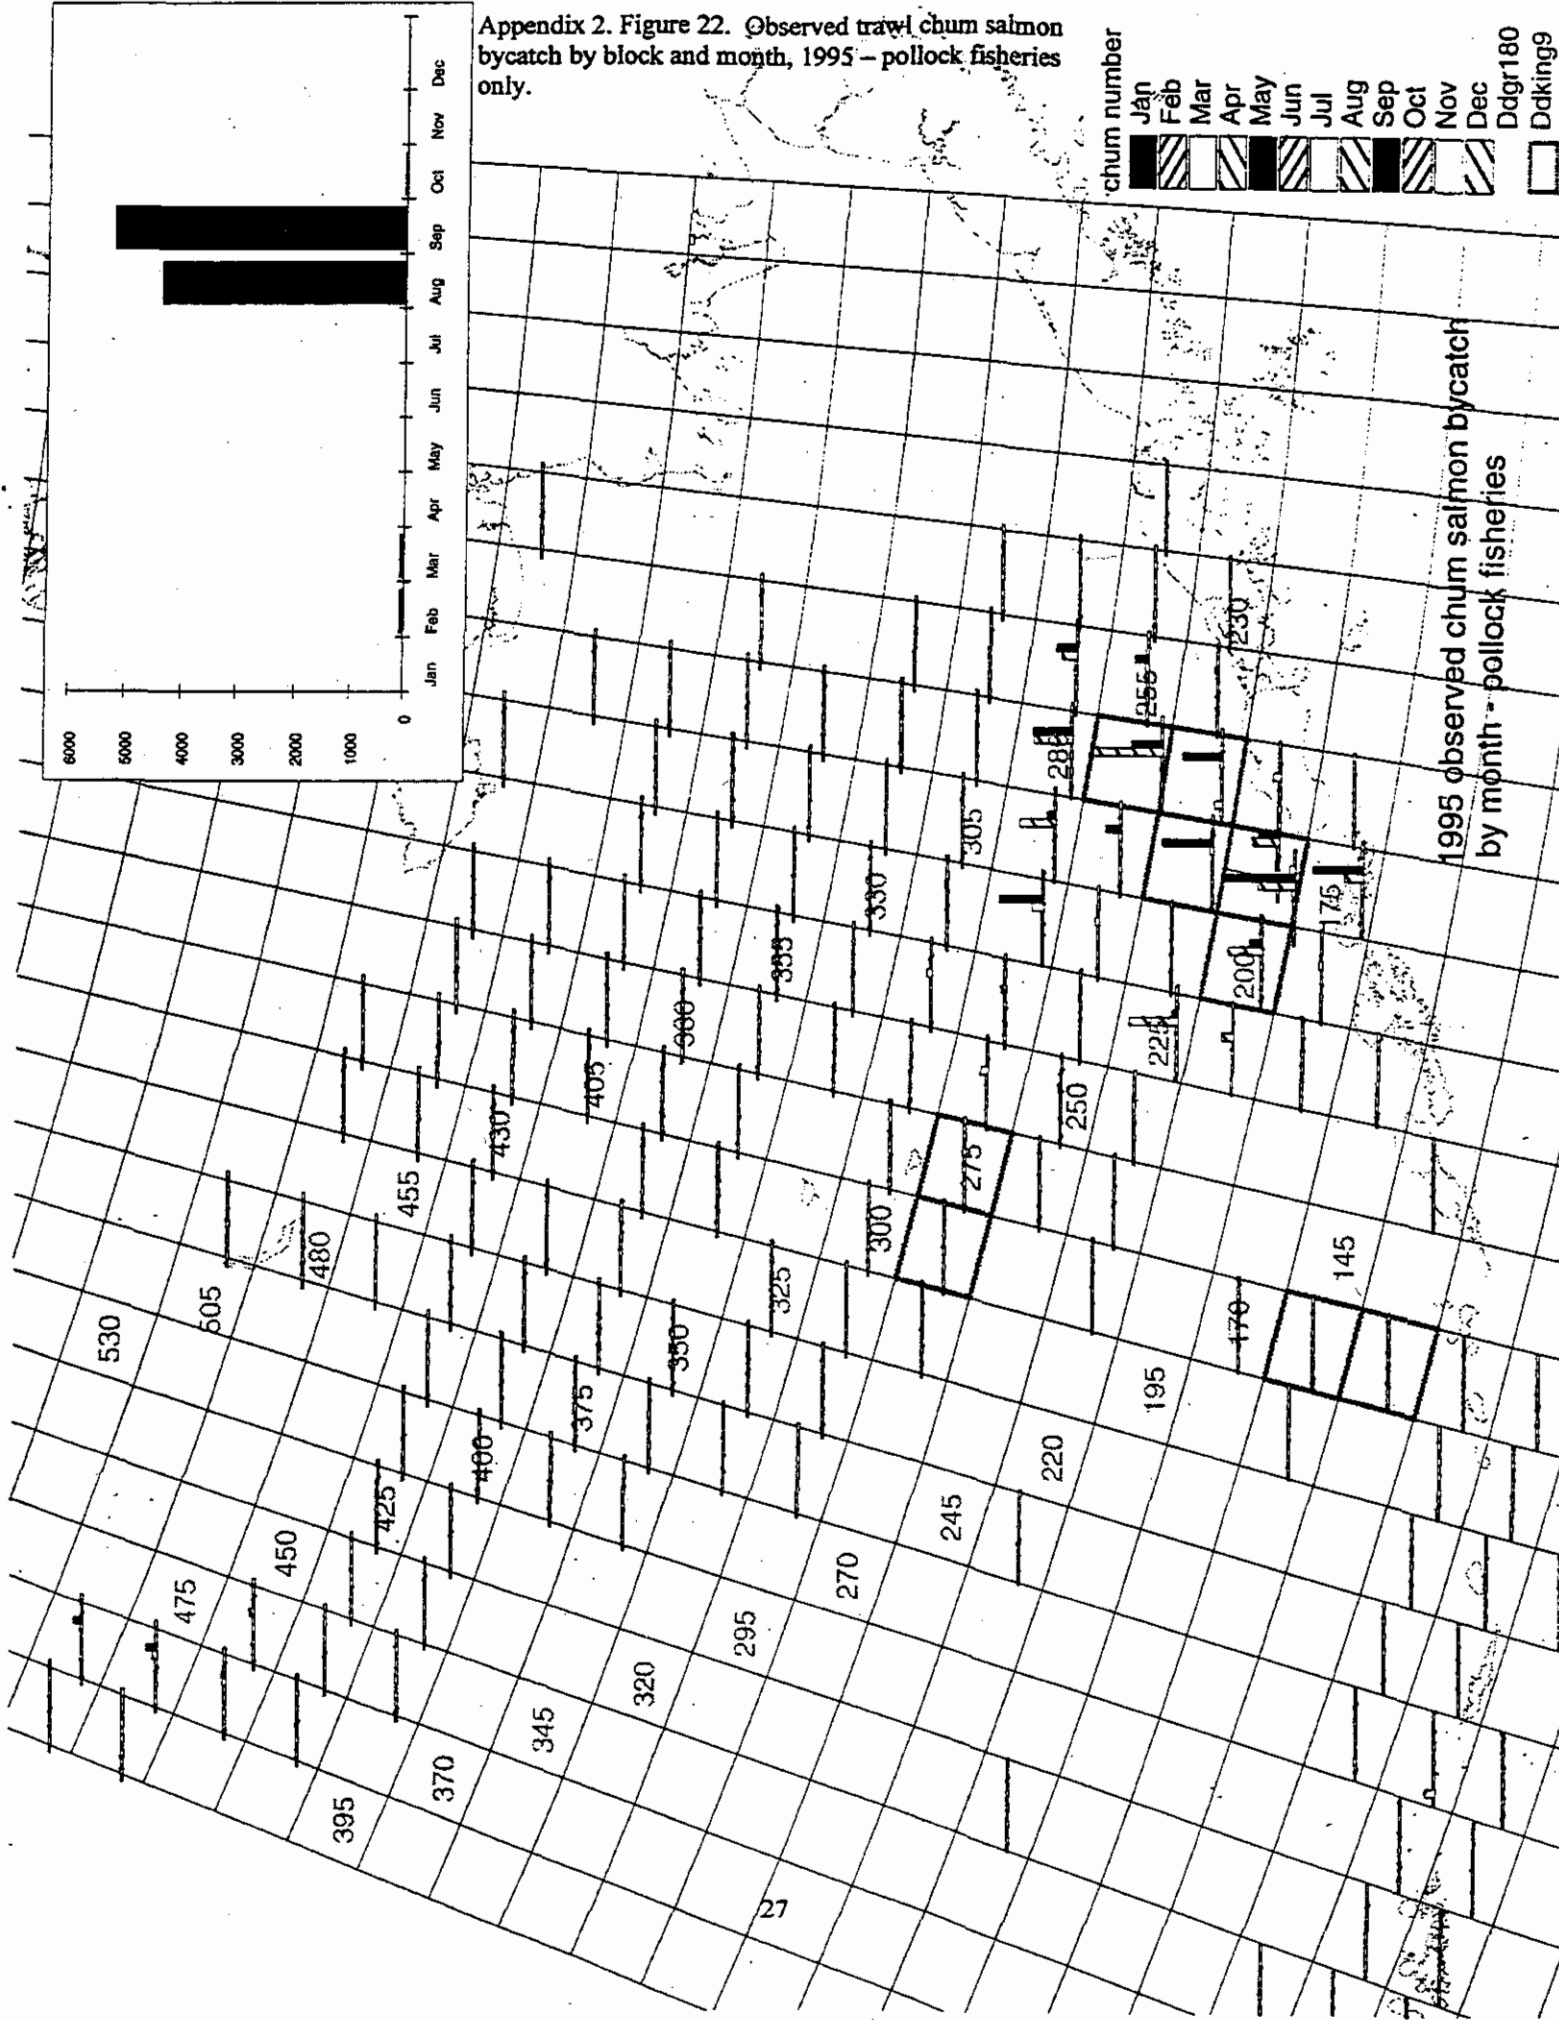 Appendix 2. Figure 22. Observed trawl chum salmon
bycatch by block and month, 1995 – pollock fisheries
only.
6000
5000
4000
3000
2000
1000
0
Jan
Feb
Mar
Apr
May
Jun
Jul
Aug
Sep
Oct
Nov
Dec
chum number
Jan
Feb
Mar
Apr
May
Jun
Jul
Aug
Sep
Oct
Nov
Dec
Ddgr180
Ddking9
1995 observed chum salmon bycatch
by month - pollock fisheries
530
505
480
455
430
405
355
330
305
255
230
475
450
425
400
375
350
325
300
275
250
225
200
175
395
370
345
320
295
270
245
220
195
170
145
27